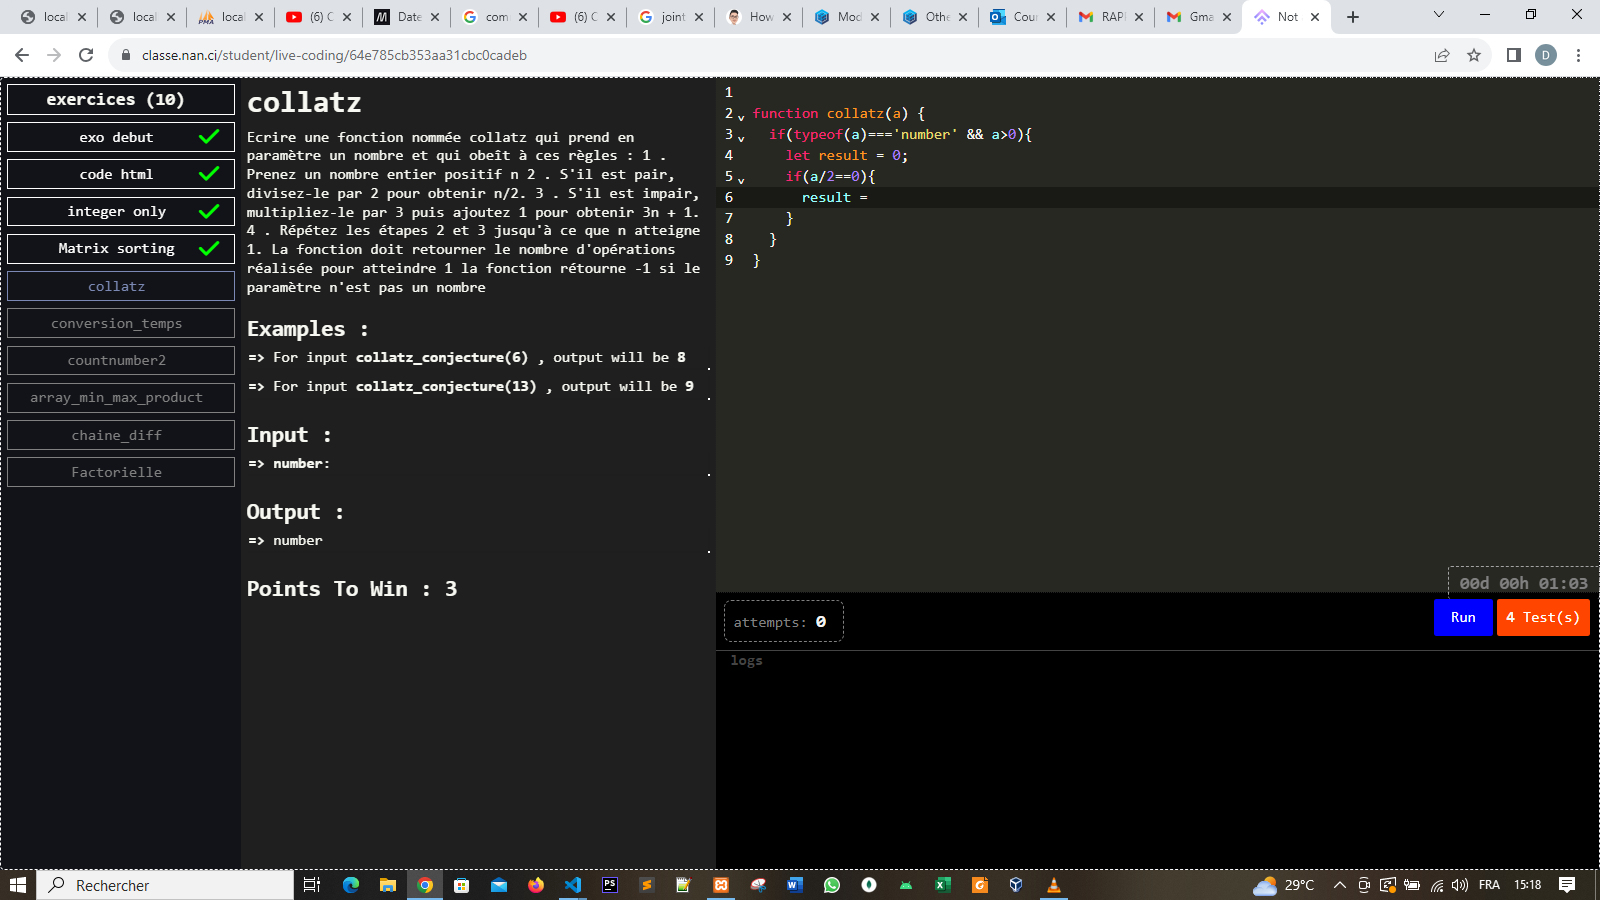 local
local
local
(6) C
Date
com
(6) C
joint
How
Mod
Othe
Cour
RAPI
Gma
Not
classe.nan.ci/student/live-coding/64e785cb353aa31cbc0cadeb
D
exercices (10)
exo debut
code html
integer only
Matrix sorting
collatz
conversion_temps
countnumber2
array_min_max_product
chaine_diff
Factorielle
collatz
Ecrire une fonction nommée collatz qui prend en
paramètre un nombre et qui obeît à ces règles : 1 .
Prenez un nombre entier positif n 2 . S'il est pair,
divisez-le par 2 pour obtenir n/2. 3 . S'il est impair,
multipliez-le par 3 puis ajoutez 1 pour obtenir 3n + 1.
4 . Répétez les étapes 2 et 3 jusqu'à ce que n atteigne
1. La fonction doit retourner le nombre d'opérations
réalisée pour atteindre 1 la fonction rétourne -1 si le
paramètre n'est pas un nombre
Examples :
=> For input collatz_conjecture(6) , output will be 8
=> For input collatz_conjecture(13) , output will be 9
Input :
=> number:
Output :
=> number
Points To Win : 3
1
2 function collatz(a) {
3 if(typeof(a)==='number' && a>0){
4 let result = 0;
5 if(a/2==0){
6 result =
7 }
8 }
9 }
00d 00h 01:03
attempts: 0
Run
4 Test(s)
logs
Rechercher
29°C
FRA
15:18